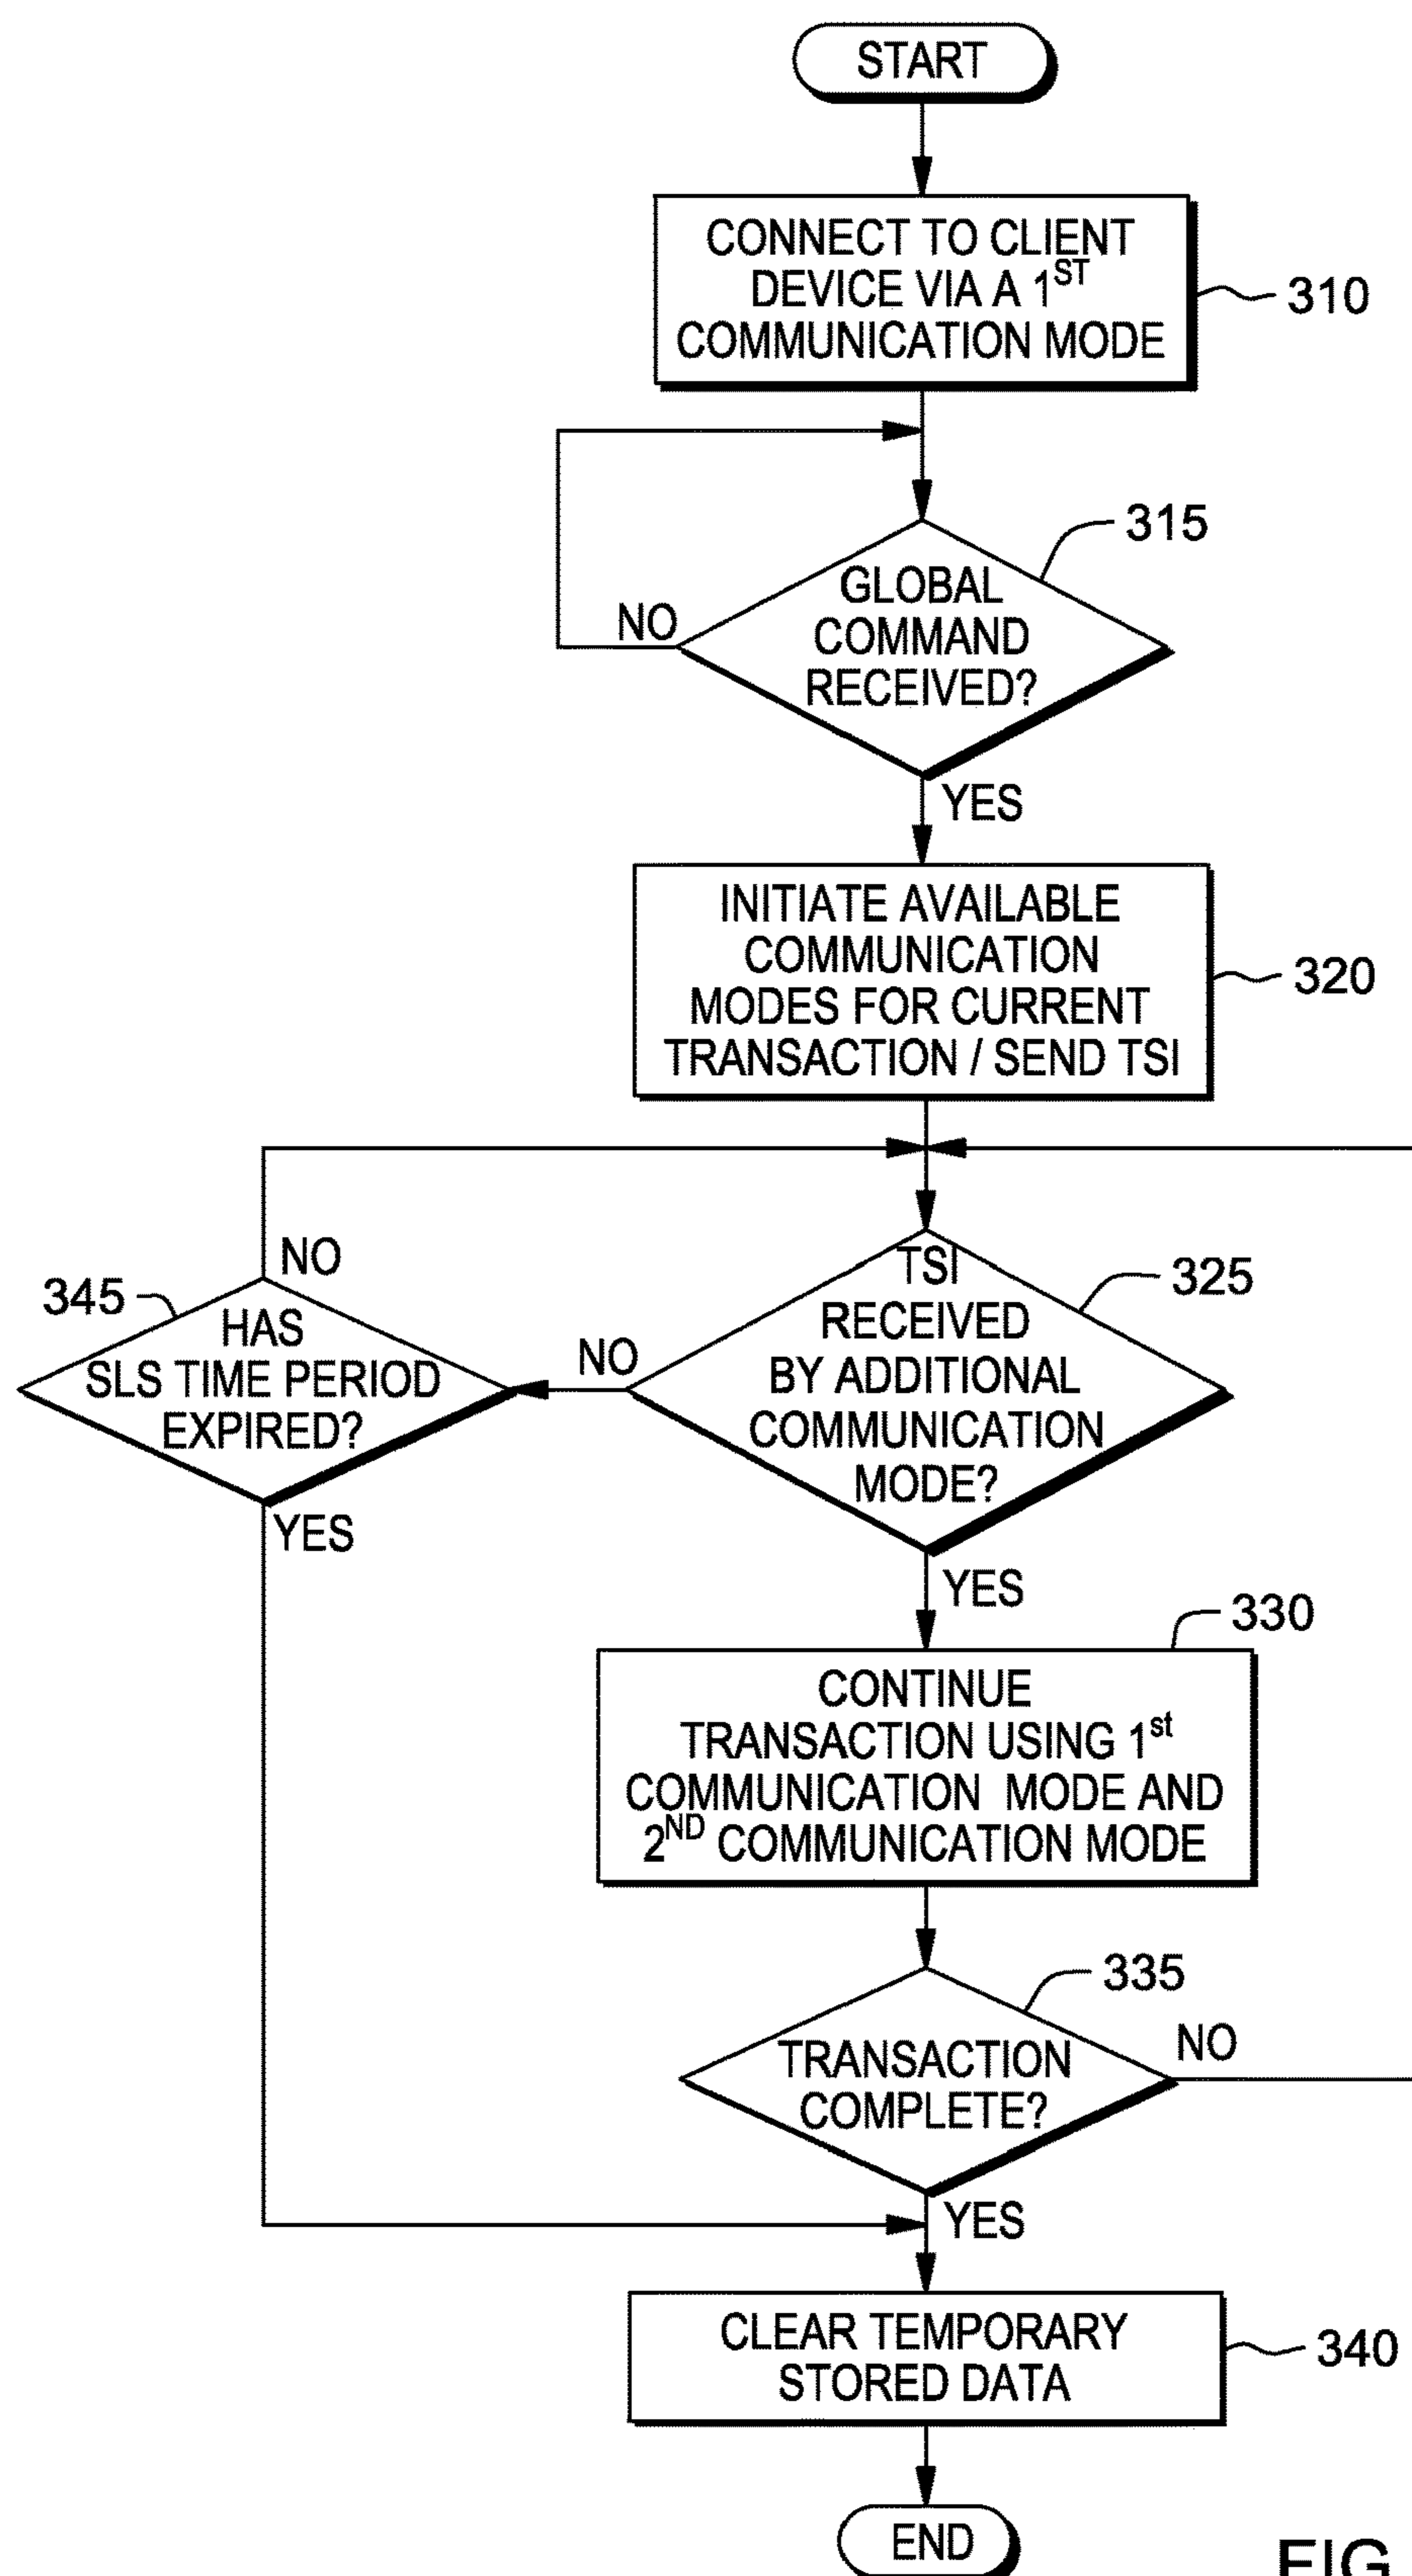 START
CONNECT TO CLIENT
DEVICE VIA A 1ST
COMMUNICATION MODE
310
315
GLOBAL
COMMAND
RECEIVED?
NO
YES
INITIATE AVAILABLE
COMMUNICATION
MODES FOR CURRENT
TRANSACTION / SEND TSI
320
NO
345
HAS
SLS TIME PERIOD
EXPIRED?
YES
NO
TSI
RECEIVED
BY ADDITIONAL
COMMUNICATION
MODE?
325
YES
330
CONTINUE
TRANSACTION USING 1st
COMMUNICATION MODE AND
2ND COMMUNICATION MODE
335
TRANSACTION
COMPLETE?
NO
YES
CLEAR TEMPORARY
STORED DATA
340
END
FIG